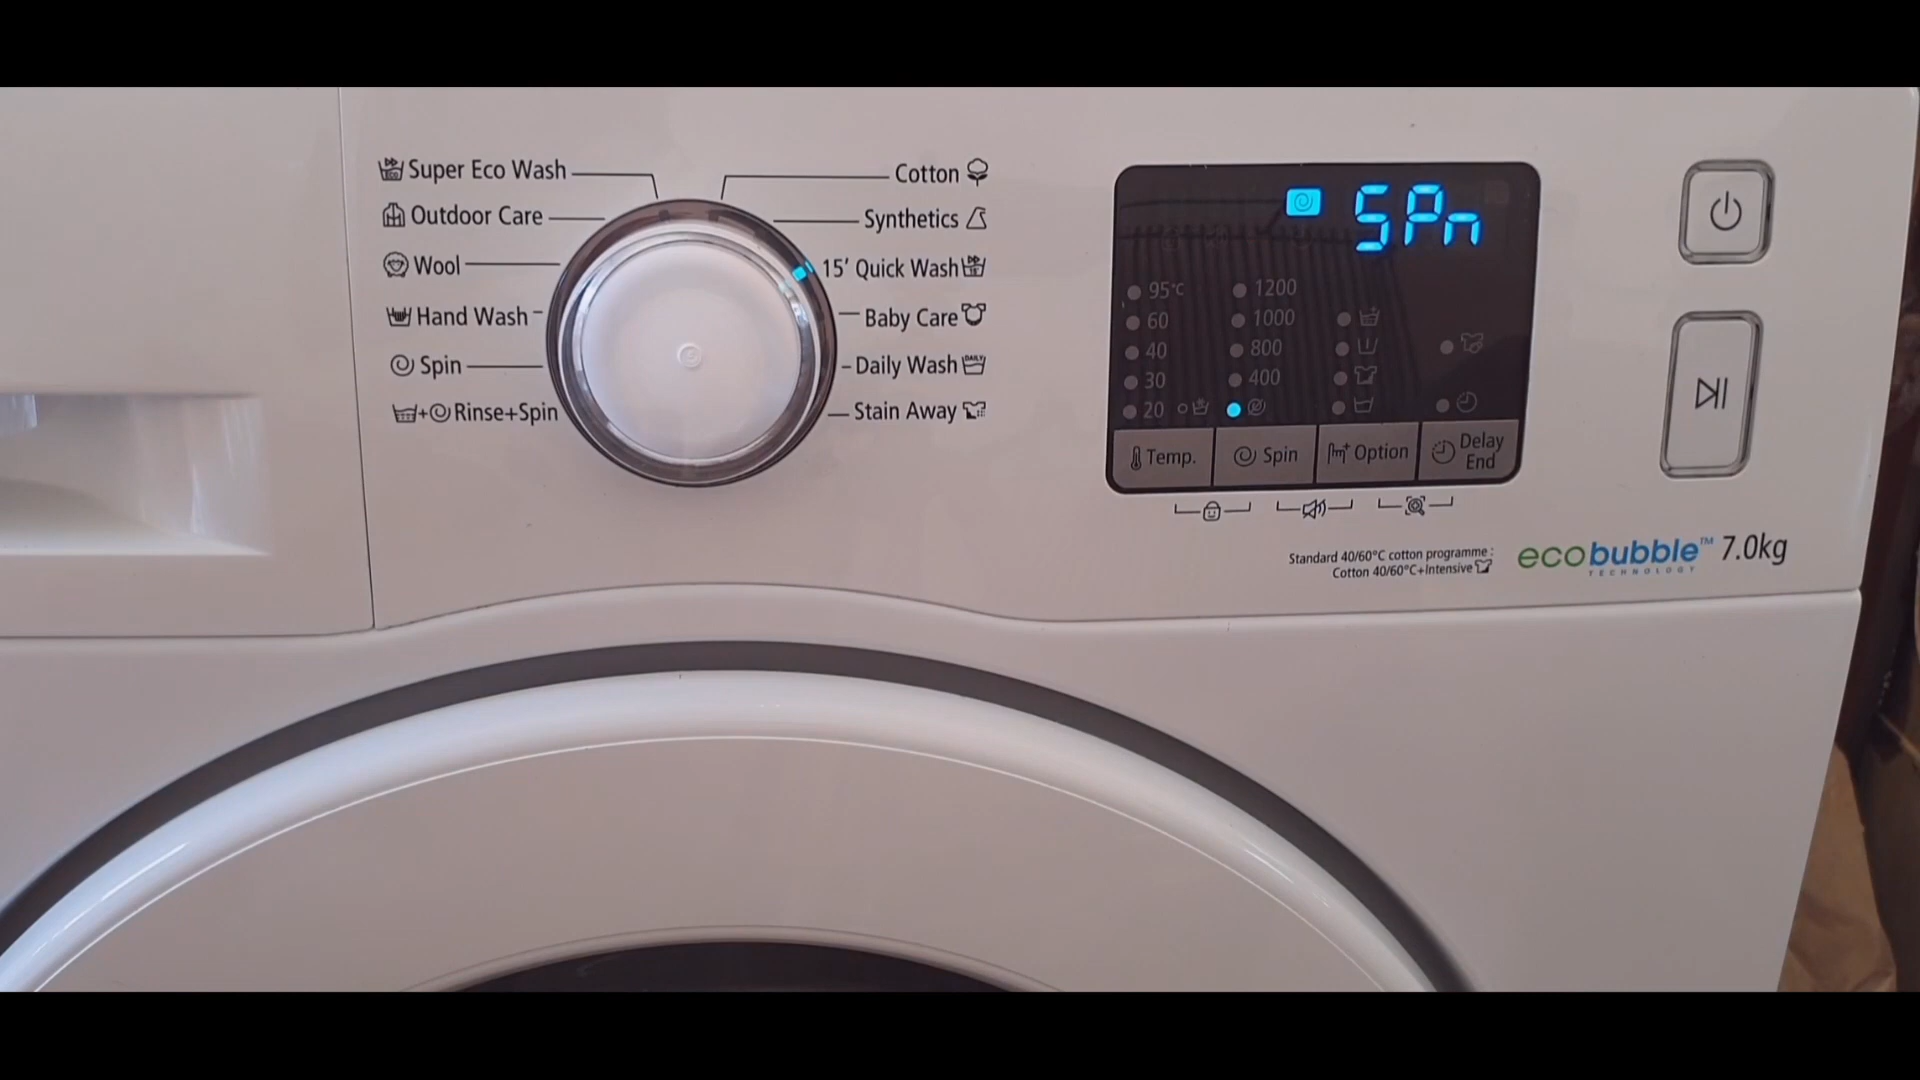 Super Eco Wash
Outdoor Care
Wool
Hand Wash
Spin
+ Rinse+Spin
Cotton
Synthetics
15' Quick Wash
Baby Care
Daily Wash
Stain Away
SPn
95°C
60
40
30
20
1200
1000
800
400
Temp.
Spin
Option
Delay
End
Standard 40/60°C cotton programme :
Cotton 40/60°C+Intensive
ecobubble™ 7.0kg
TECHNOLOGY